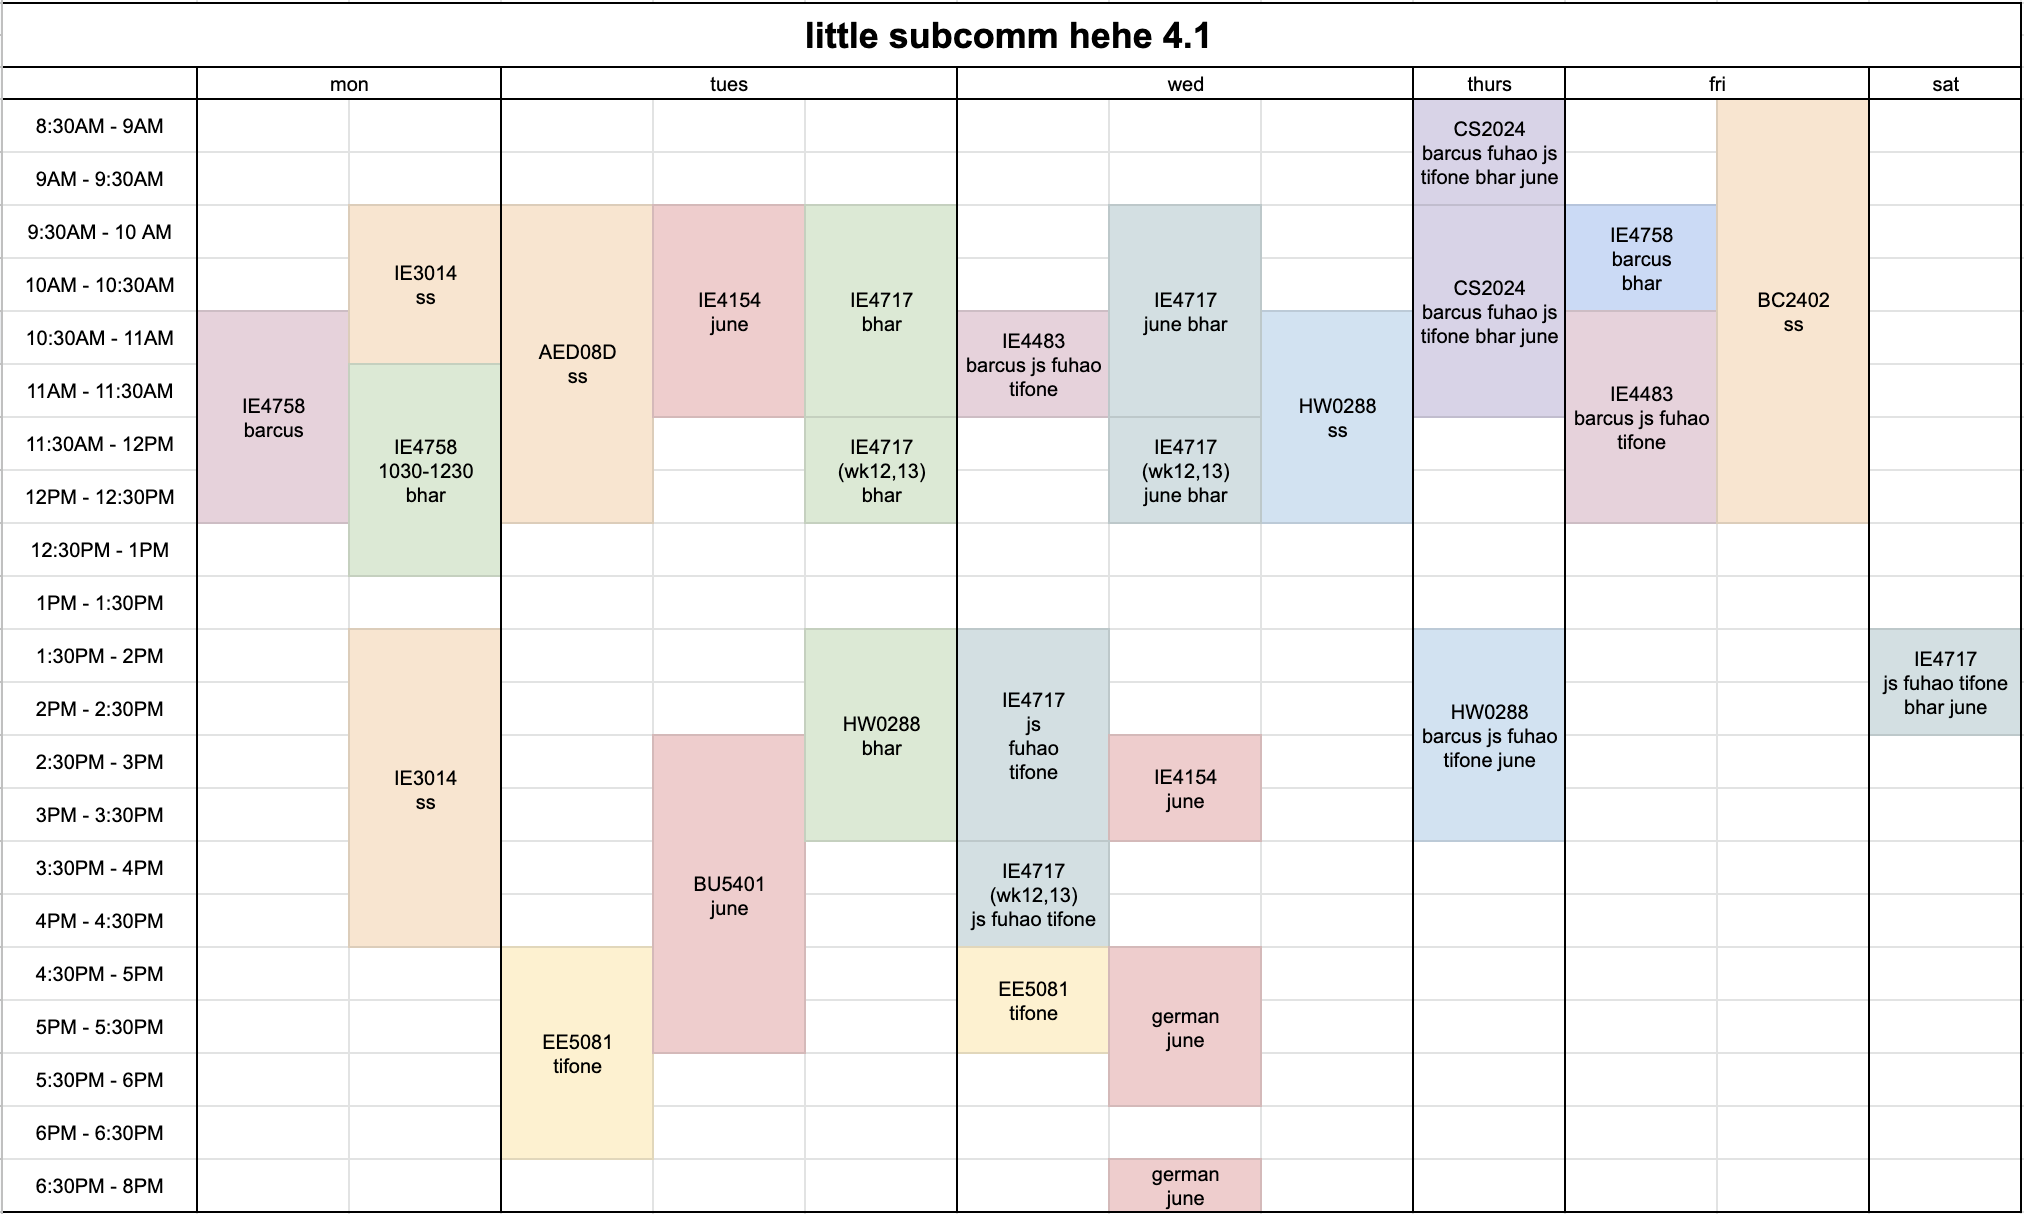 little subcomm hehe 4.1
mon
tues
wed
thurs
fri
sat
8:30AM - 9AM
9AM - 9:30AM
9:30AM - 10 AM
10AM - 10:30AM
10:30AM - 11AM
11AM - 11:30AM
11:30AM - 12PM
12PM - 12:30PM
12:30PM - 1PM
1PM - 1:30PM
1:30PM - 2PM
2PM - 2:30PM
2:30PM - 3PM
3PM - 3:30PM
3:30PM - 4PM
4PM - 4:30PM
4:30PM - 5PM
5PM - 5:30PM
5:30PM - 6PM
6PM - 6:30PM
6:30PM - 8PM
IE4758
barcus
IE3014
ss
IE4758
1030-1230
bhar
IE3014
ss
AED08D
ss
EE5081
tifone
IE4154
june
BU5401
june
IE4717
bhar
IE4717
(wk12,13)
bhar
HW0288
bhar
IE4483
barcus js fuhao
tifone
IE4717
js
fuhao
tifone
IE4717
(wk12,13)
js fuhao tifone
EE5081
tifone
IE4717
june bhar
IE4717
(wk12,13)
june bhar
IE4154
june
german
june
german
june
HW0288
ss
CS2024
barcus fuhao js
tifone bhar june
CS2024
barcus fuhao js
tifone bhar june
HW0288
barcus js fuhao
tifone june
IE4758
barcus
bhar
IE4483
barcus js fuhao
tifone
BC2402
ss
IE4717
js fuhao tifone
bhar june